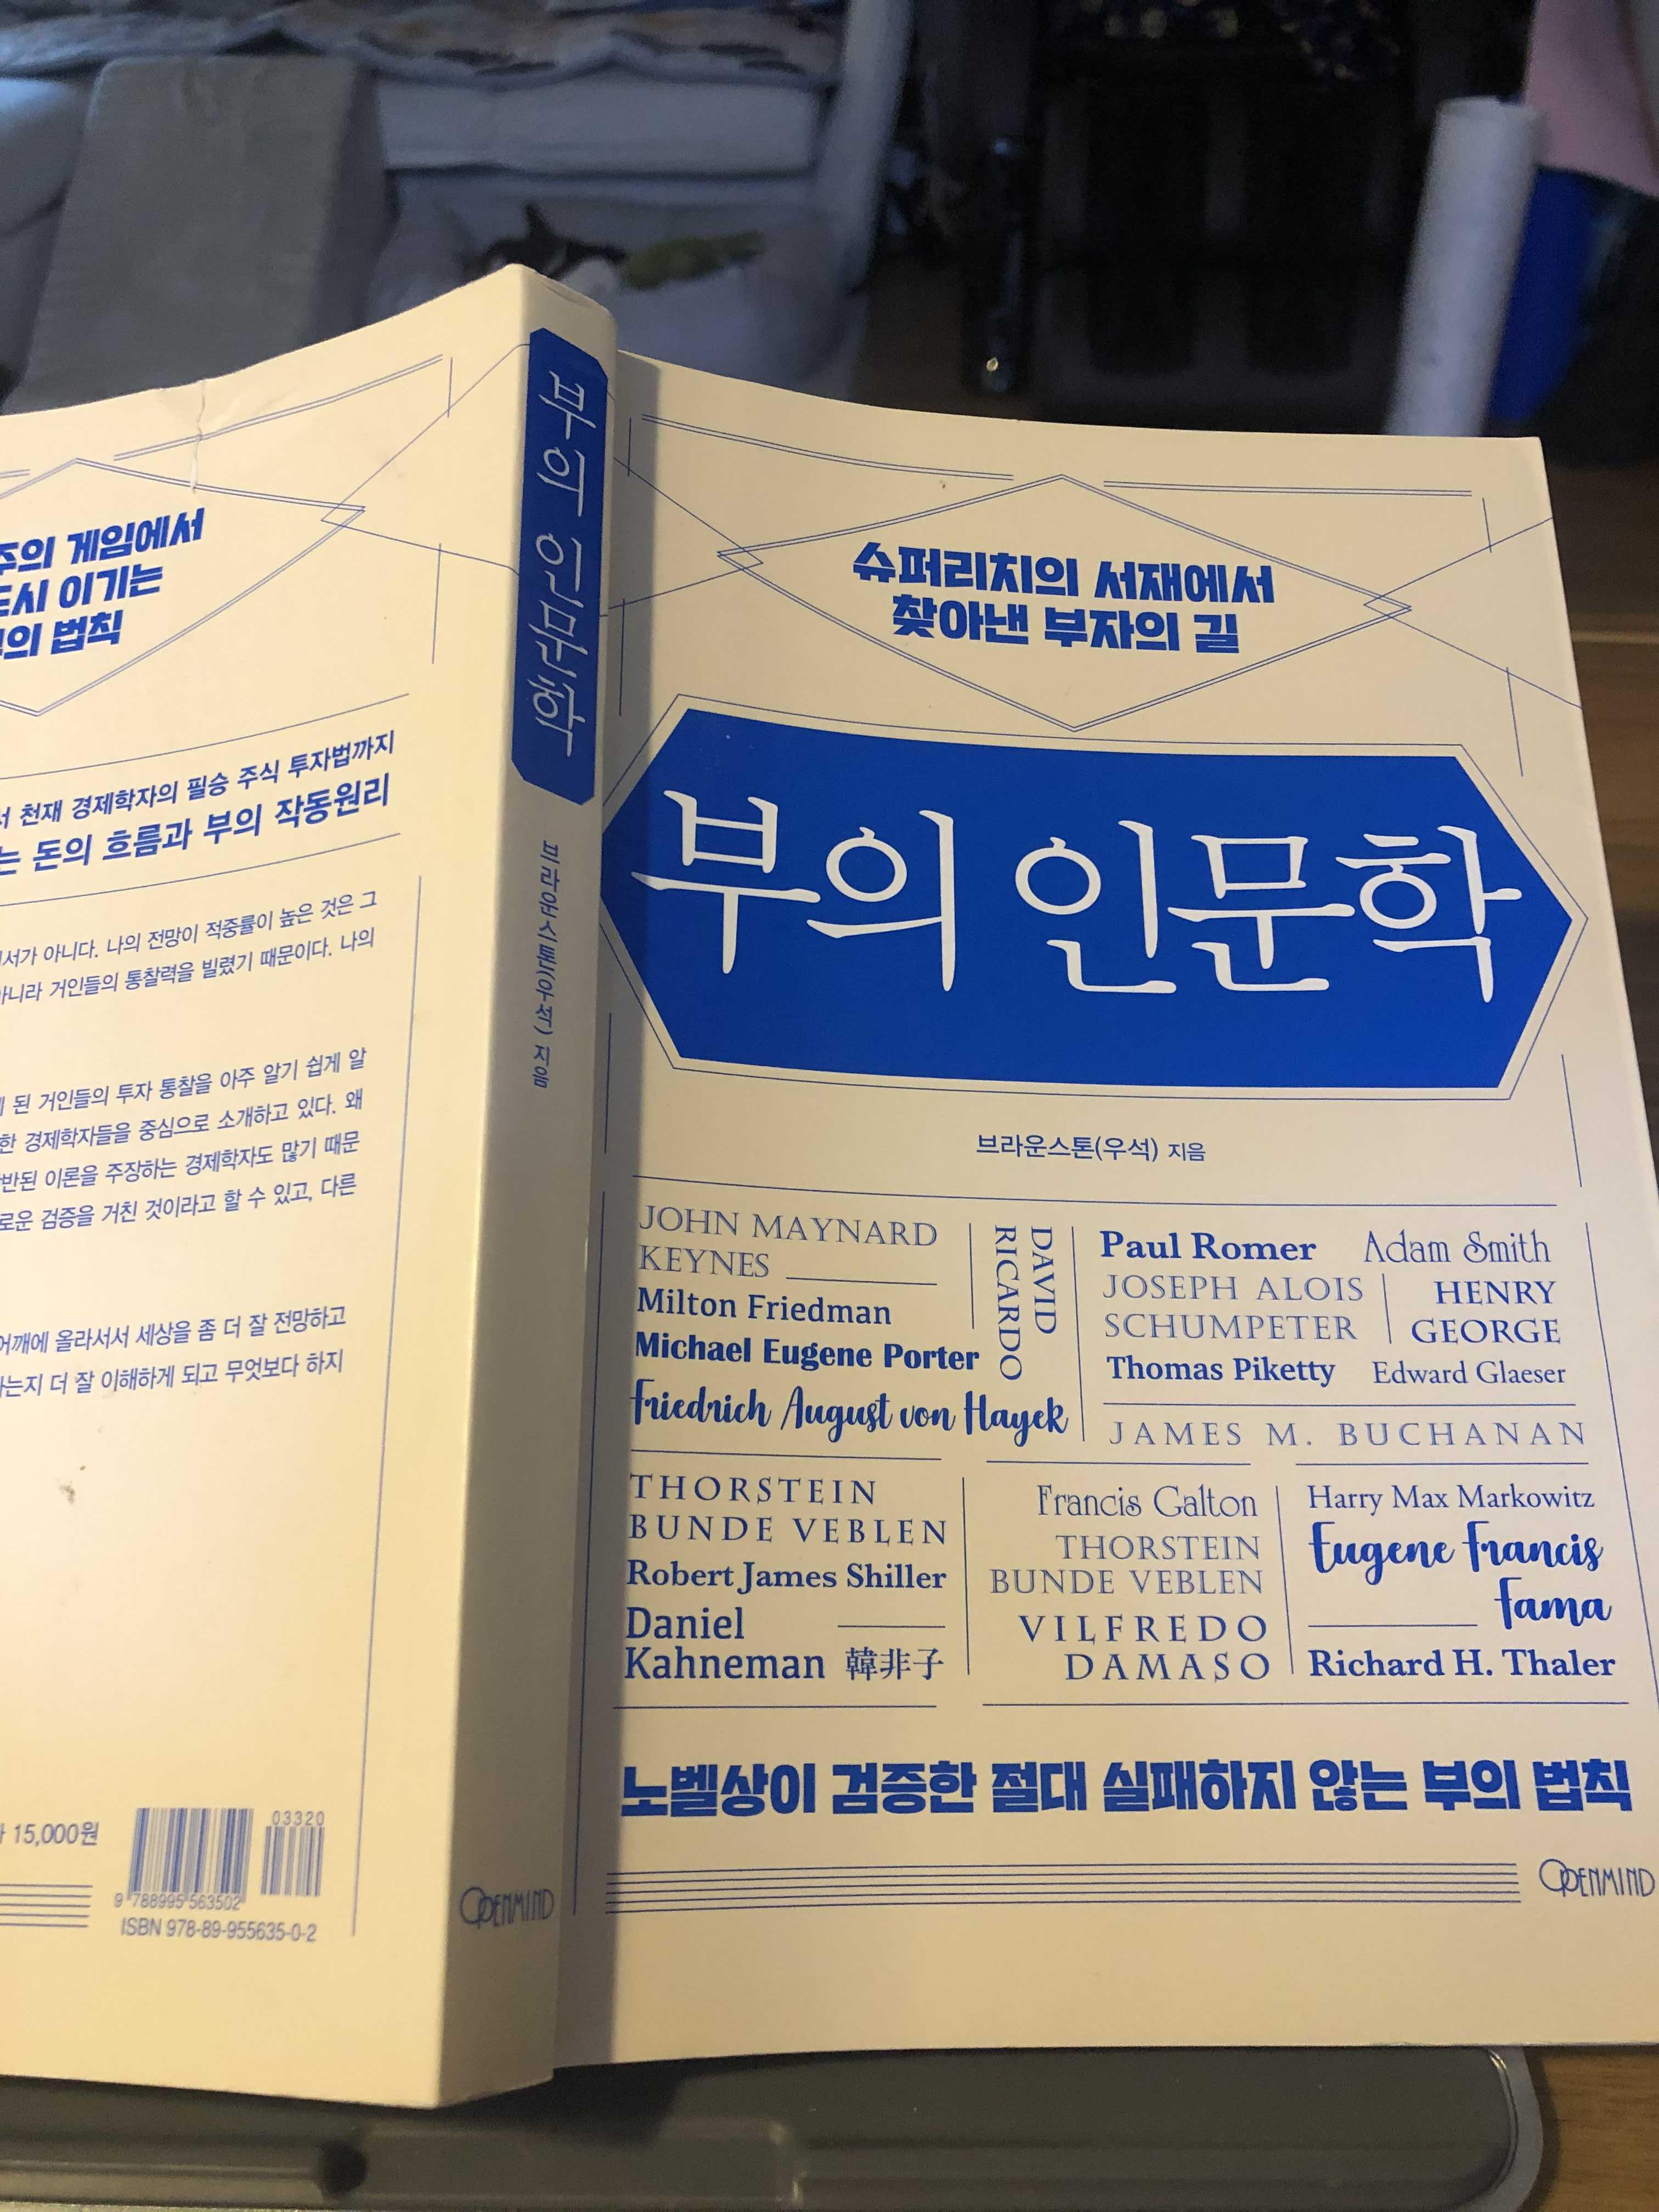 주의 게임에서
드시 이기는
의 법칙
서 천재 경제학자의 필승 주식 투자법까지
는 돈의 흐름과 부의 작동원리
서가 아니다. 나의 전망이 적중률이 높은 것은 그
아니라 거인들의 통찰력을 빌렸기 때문이다. 나의
된 거인들의 투자 통찰을 아주 알기 쉽게 알
한 경제학자들을 중심으로 소개하고 있다. 왜
반된 이론을 주장하는 경제학자도 많기 때문
로운 검증을 거친 것이라고 할 수 있고, 다른
어깨에 올라서서 세상을 좀 더 잘 전망하고
하는지 더 잘 이해하게 되고 무엇보다 하지
15,000원
03320
9 788995 563502
ISBN 978-89-955635-0-2
부의 인문학
브라운스톤(우석) 지음
OPENMIND
슈퍼리치의 서재에서
찾아낸 부자의 길
부의 인문학
브라운스톤(우석) 지음
JOHN MAYNARD
KEYNES
Milton Friedman
Michael Eugene Porter
Friedrich August von Hayek
DAVID
RICARDO
Paul Romer Adam Smith
JOSEPH ALOIS
SCHUMPETER
HENRY
GEORGE
Thomas Piketty Edward Glaeser
JAMES M. BUCHANAN
THORSTEIN
BUNDE VEBLEN
Robert James Shiller
Daniel
Kahneman 韓非子
Francis Galton
THORSTEIN
BUNDE VEBLEN
VILFREDO
DAMASO
Harry Max Markowitz
Eugene Francis
Fama
Richard H. Thaler
노벨상이 검증한 절대 실패하지 않는 부의 법칙
OPENMIND